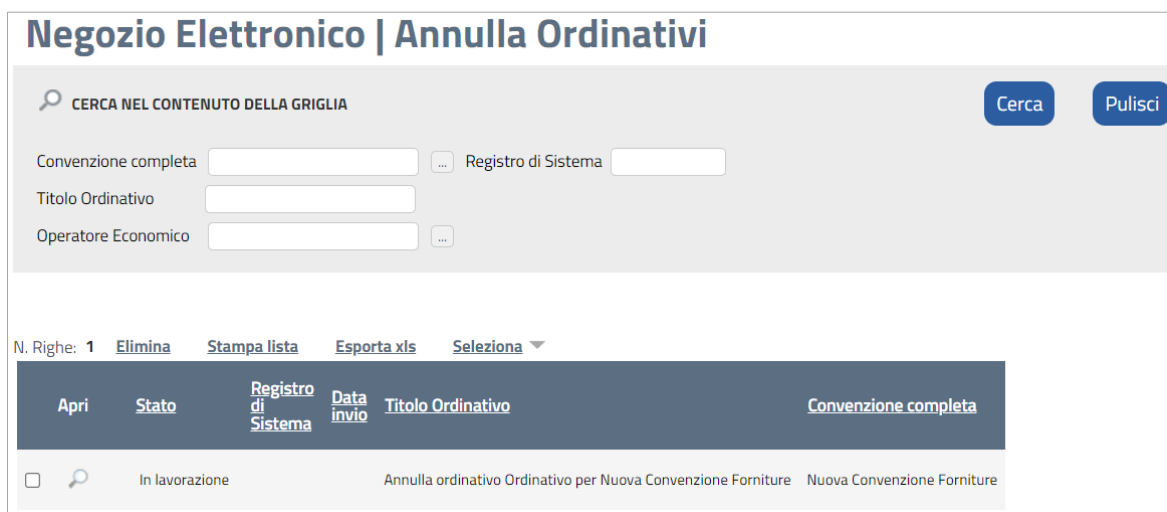 Negozio Elettronico | Annulla Ordinativi
CERCA NEL CONTENUTO DELLA GRIGLIA
Cerca
Pulisci
Convenzione completa ... Registro di Sistema
Titolo Ordinativo
Operatore Economico ...
N. Righe: 1 Elimina Stampa lista Esporta xls Seleziona
Apri Stato Registro di Sistema Data invio Titolo Ordinativo Convenzione completa
In lavorazione Annulla ordinativo Ordinativo per Nuova Convenzione Forniture Nuova Convenzione Forniture